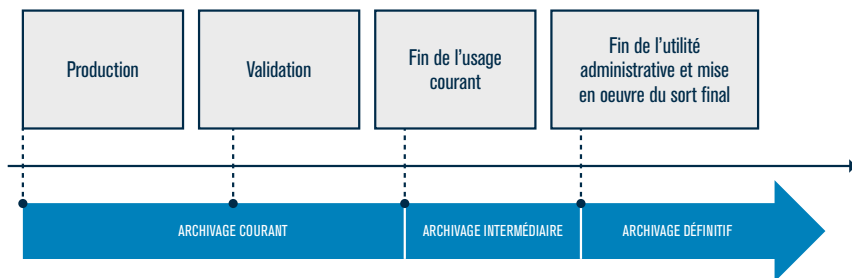 Production
Validation
Fin de l'usage
courant
Fin de l'utilité
administrative et mise
en oeuvre du sort final
ARCHIVAGE COURANT
ARCHIVAGE INTERMÉDIAIRE
ARCHIVAGE DÉFINITIF